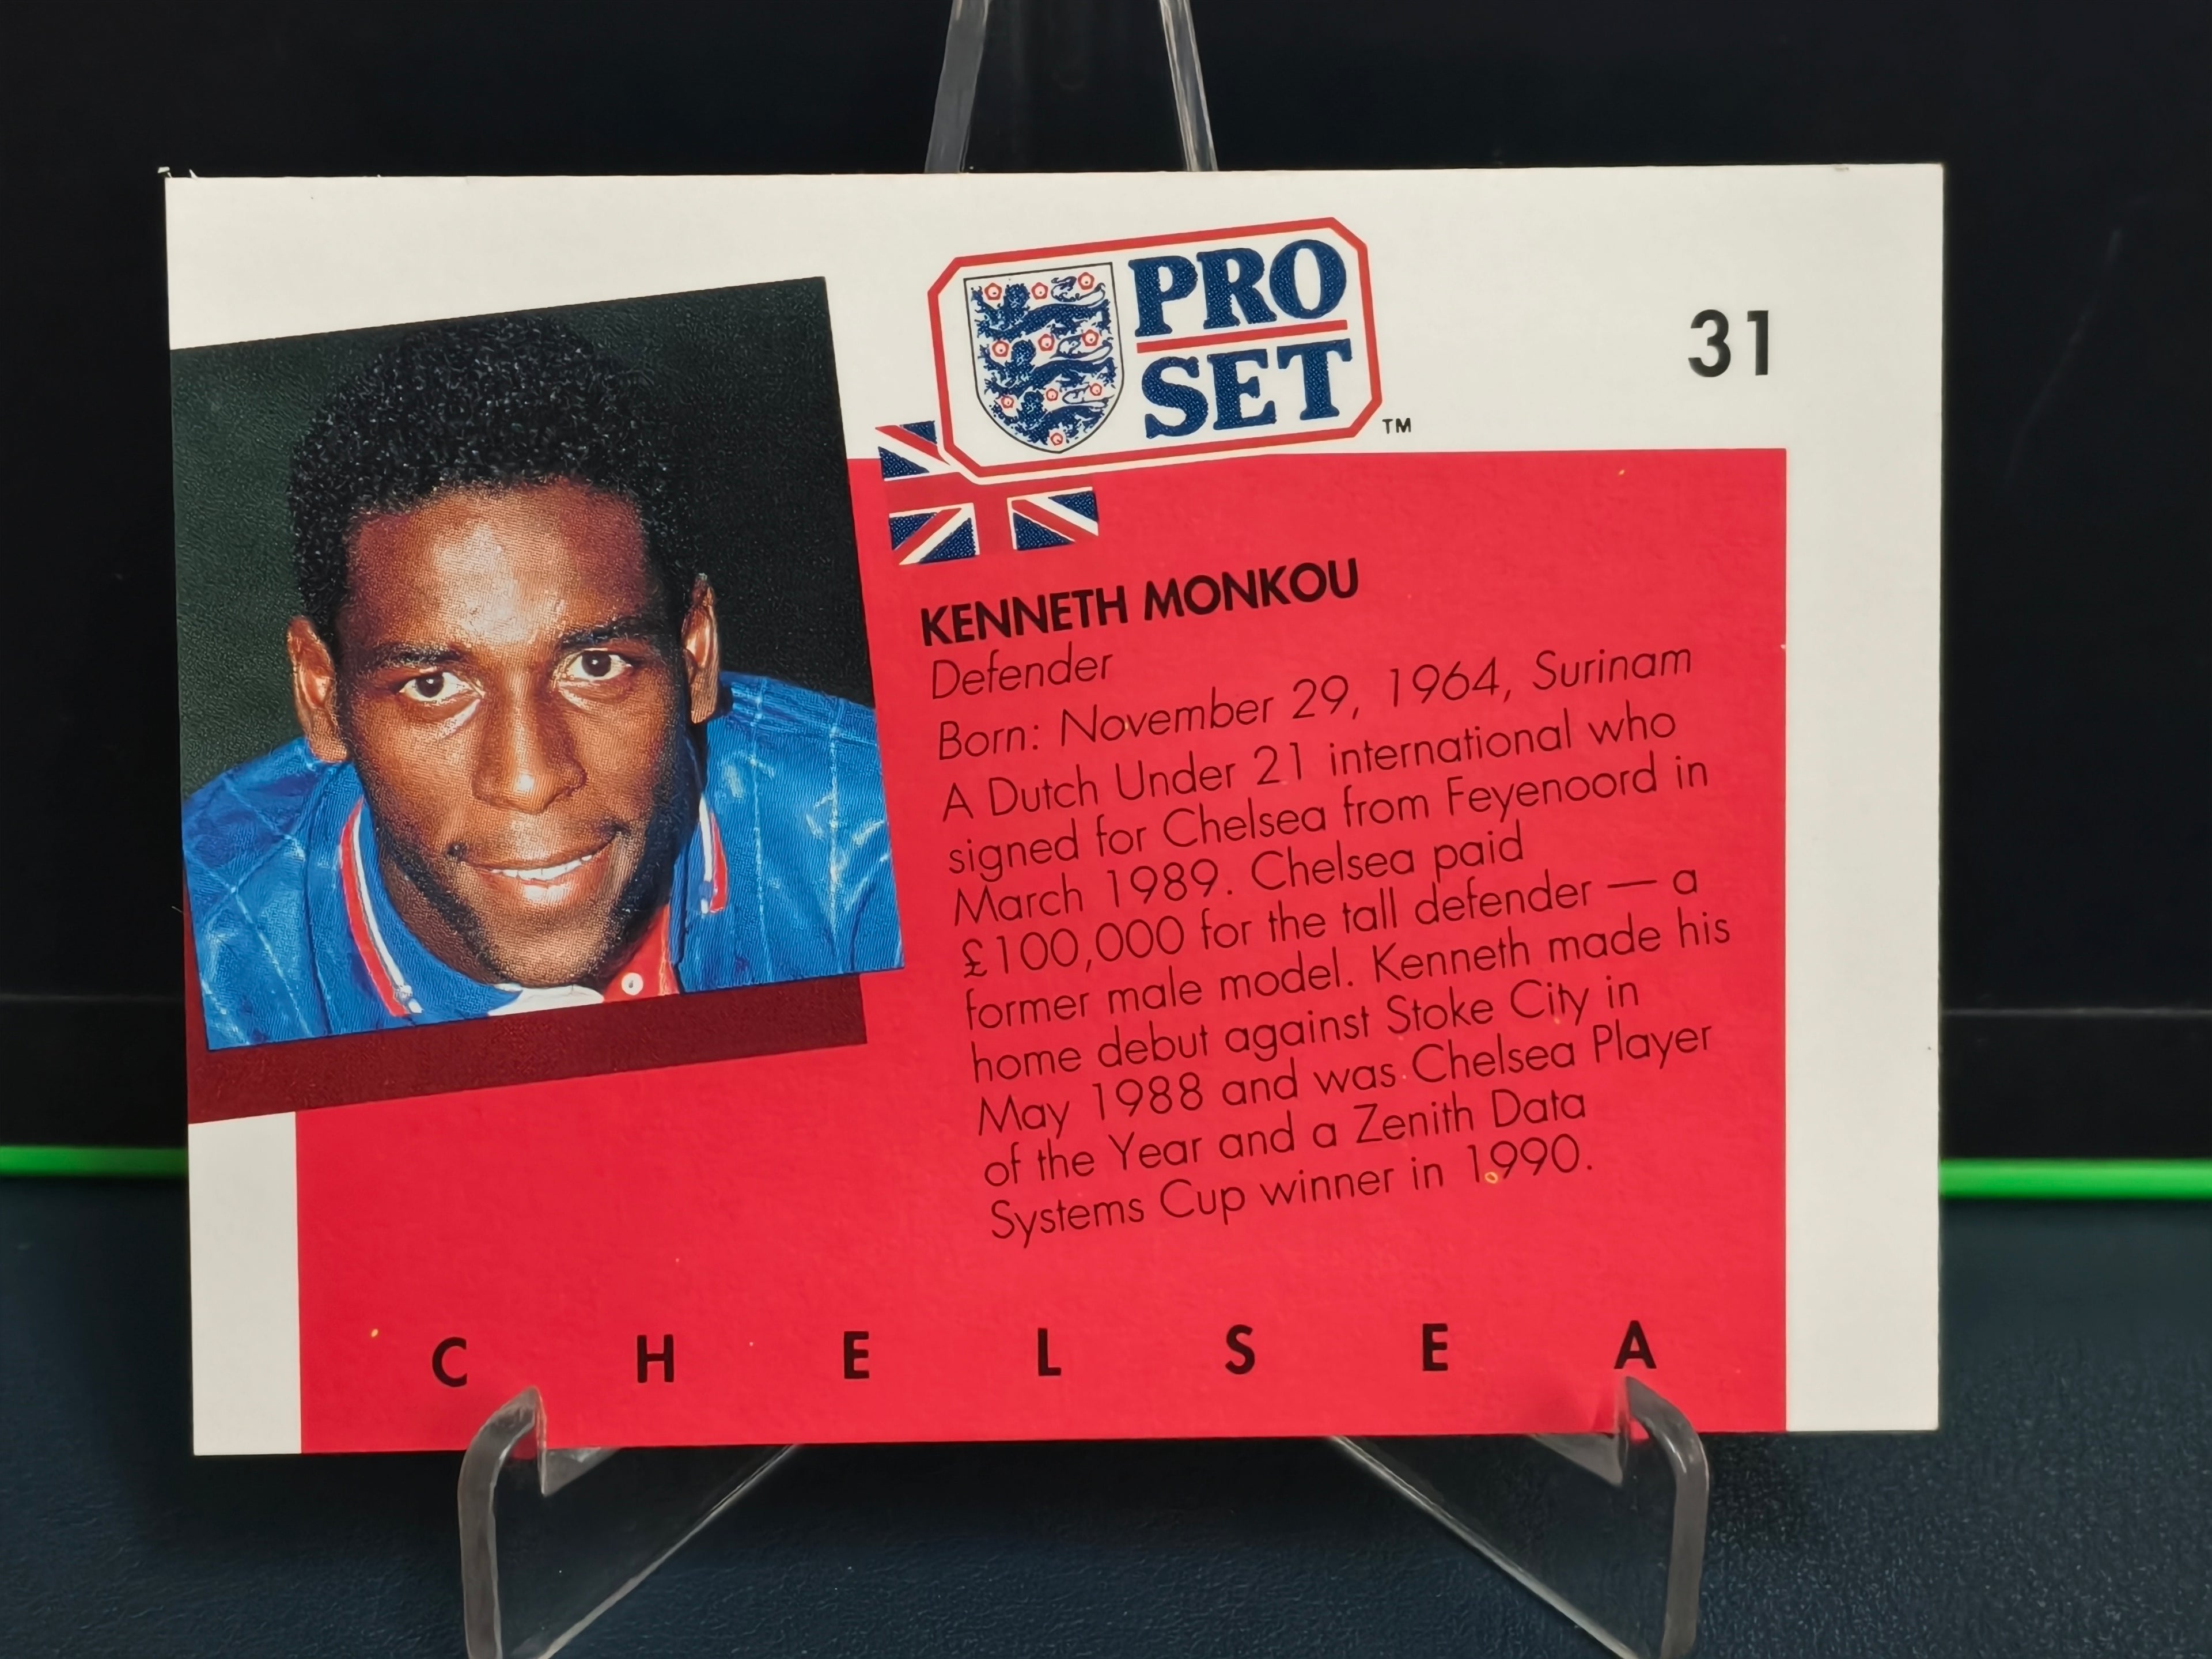 PRO
SET
TM
31
KENNETH MONKOU
Defender
Born: November 29, 1964, Surinam
A Dutch Under 21 international who
signed for Chelsea from Feyenoord in
March 1989. Chelsea paid
£100,000 for the tall defender — a
former male model. Kenneth made his
home debut against Stoke City in
May 1988 and was Chelsea Player
of the Year and a Zenith Data
Systems Cup winner in 1990.
CHELSEA